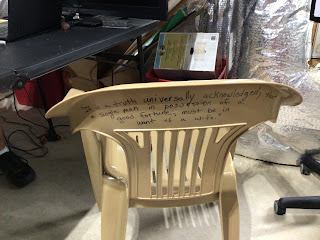 It is a truth universally acknowledged, that
a single man in possession of a
good fortune, must be in
want of a wife.